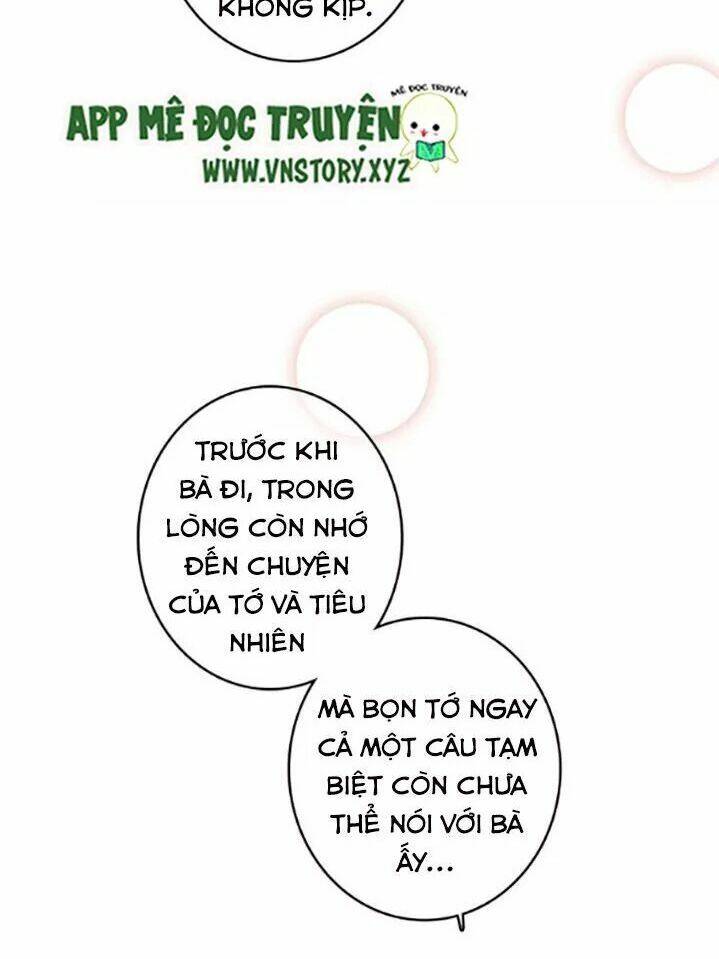 KHÔNG KỊP.
MÊ ĐỌC TRUYỆN
APP MÊ ĐỌC TRUYỆN
WWW.VNSTORY.XYZ
TRƯỚC KHI
BÀ ĐI, TRONG
LÒNG CÒN NHỚ
ĐẾN CHUYỆN
CỦA TỚ VÀ TIÊU
NHIÊN
MÀ BỌN TỚ NGAY
CẢ MỘT CÂU TẠM
BIỆT CÒN CHƯA
THỂ NÓI VỚI BÀ
ẤY...